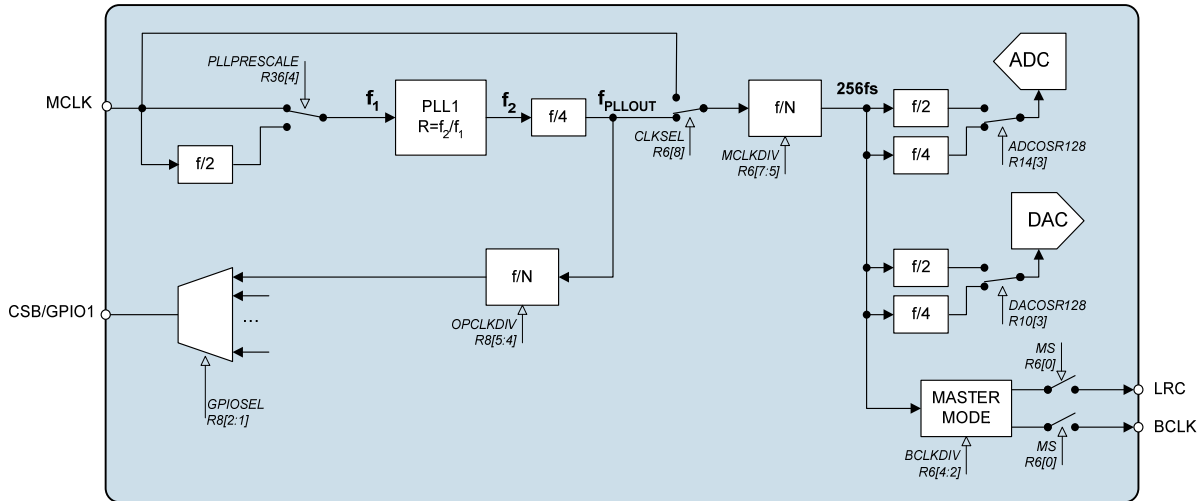 PLLPRESCALE
R36[4]
ADC
MCLK
f1
PLL1
R=f2/f1
f2
f/4
fPLLOUT
CLKSEL
R6[8]
f/N
MCLKDIV
R6[7:5]
256fs
f/2
f/4
ADCOSR128
R14[3]
f/2
DAC
f/2
f/4
DACOSR128
R10[3]
CSB/GPIO1
...
f/N
OPCLKDIV
R8[5:4]
GPIOSEL
R8[2:1]
MASTER
MODE
BCLKDIV
R6[4:2]
MS
R6[0]
LRC
BCLK
MS
R6[0]